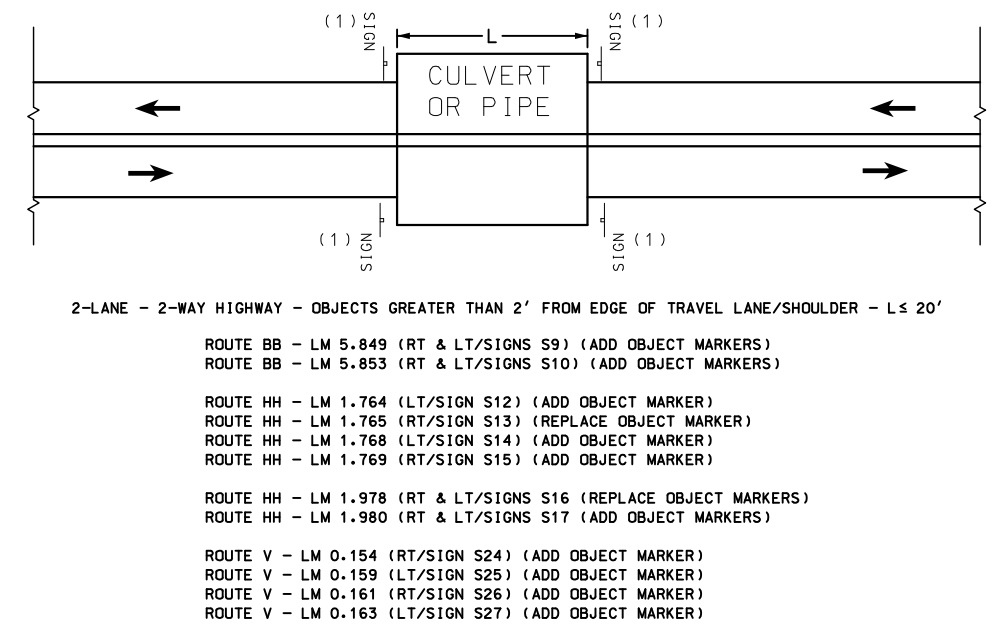 (1) SIGN
SIGN (1)
L
CULVERT
OR PIPE
(1) SIGN
SIGN (1)
2-LANE - 2-WAY HIGHWAY - OBJECTS GREATER THAN 2' FROM EDGE OF TRAVEL LANE/SHOULDER - L ≤ 20'
ROUTE BB - LM 5.849 (RT & LT/SIGNS S9) (ADD OBJECT MARKERS)
ROUTE BB - LM 5.853 (RT & LT/SIGNS S10) (ADD OBJECT MARKERS)
ROUTE HH - LM 1.764 (LT/SIGN S12) (ADD OBJECT MARKER)
ROUTE HH - LM 1.765 (RT/SIGN S13) (REPLACE OBJECT MARKER)
ROUTE HH - LM 1.768 (LT/SIGN S14) (ADD OBJECT MARKER)
ROUTE HH - LM 1.769 (RT/SIGN S15) (ADD OBJECT MARKER)
ROUTE HH - LM 1.978 (RT & LT/SIGNS S16 (REPLACE OBJECT MARKERS)
ROUTE HH - LM 1.980 (RT & LT/SIGNS S17 (ADD OBJECT MARKERS)
ROUTE V - LM 0.154 (RT/SIGN S24) (ADD OBJECT MARKER)
ROUTE V - LM 0.159 (LT/SIGN S25) (ADD OBJECT MARKER)
ROUTE V - LM 0.161 (RT/SIGN S26) (ADD OBJECT MARKER)
ROUTE V - LM 0.163 (LT/SIGN S27) (ADD OBJECT MARKER)